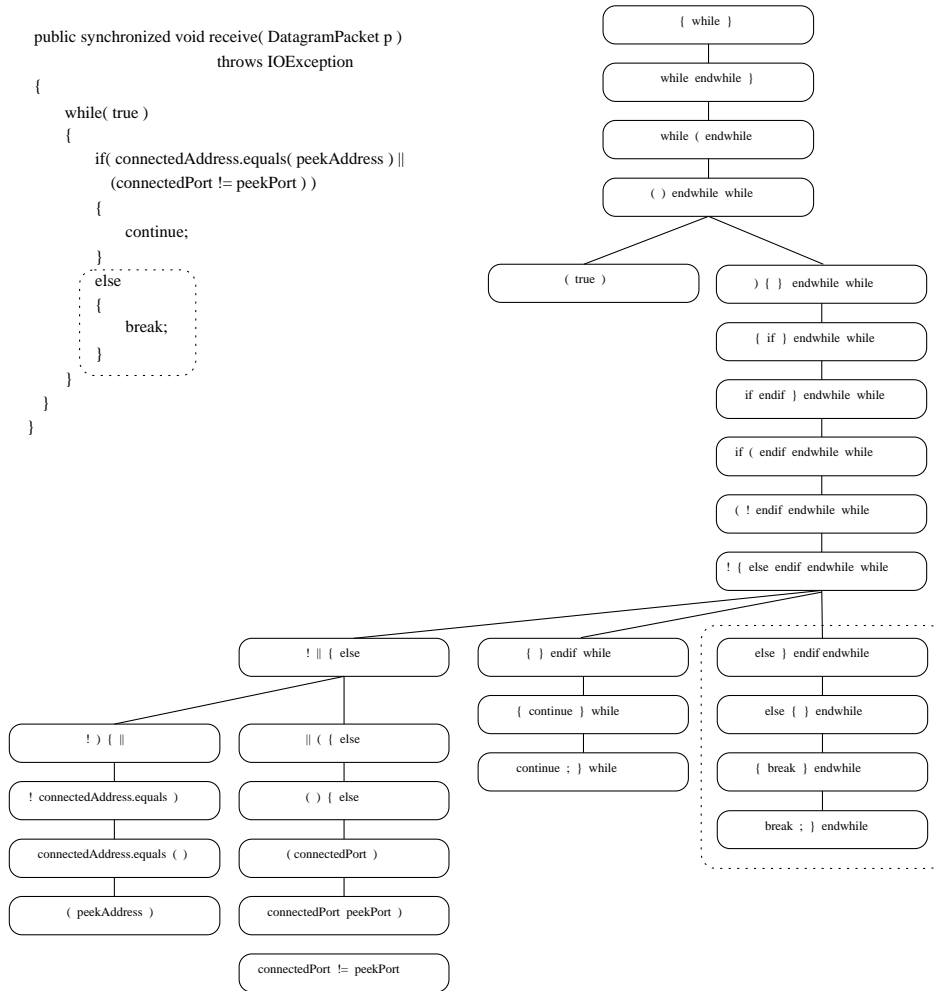 public synchronized void receive( DatagramPacket p )
throws IOException
{
while( true )
{
if( connectedAddress.equals( peekAddress ) ||
(connectedPort != peekPort ) )
{
continue;
}
else
{
break;
}
}
}
}
{ while }
while endwhile }
while ( endwhile
( ) endwhile while
( true )
) { } endwhile while
{ if } endwhile while
if endif } endwhile while
if ( endif endwhile while
( ! endif endwhile while
! { else endif endwhile while
! || { else
{ } endif while
else } endif endwhile
! ) { ||
|| ( { else
{ continue } while
else { } endwhile
! connectedAddress.equals )
( ) { else
continue ; } while
{ break } endwhile
connectedAddress.equals ( )
( connectedPort )
break ; } endwhile
( peekAddress )
connectedPort peekPort )
connectedPort != peekPort